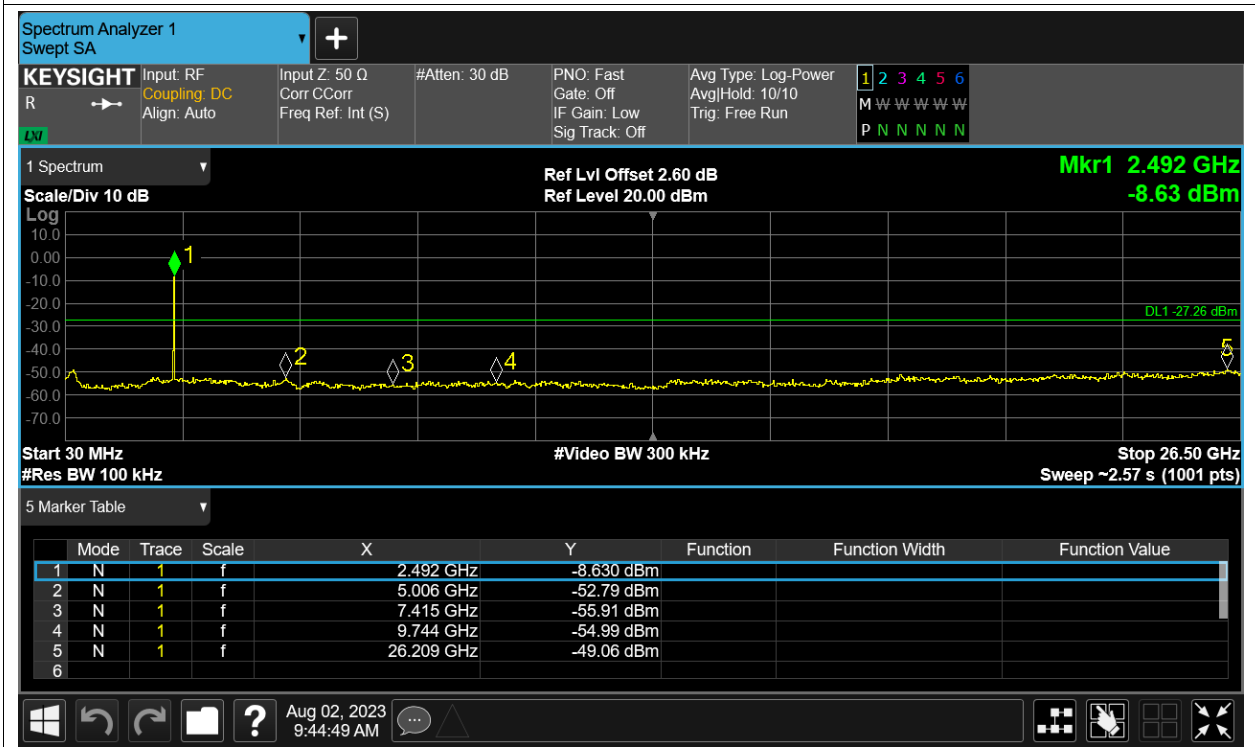 Spectrum Analyzer 1
Swept SA
KEYSIGHT
R
LXI
Input: RF
Coupling: DC
Align: Auto
Input Z: 50 Ω
Corr CCorr
Freq Ref: Int (S)
#Atten: 30 dB
PNO: Fast
Gate: Off
IF Gain: Low
Sig Track: Off
Avg Type: Log-Power
Avg|Hold: 10/10
Trig: Free Run
1 2 3 4 5 6
M W W W W W
P N N N N N
1 Spectrum
Scale/Div 10 dB
Ref Lvl Offset 2.60 dB
Ref Level 20.00 dBm
Mkr1 2.492 GHz
-8.63 dBm
Log
10.0
0.00
-10.0
-20.0
-30.0
-40.0
-50.0
-60.0
-70.0
1
2
3
4
5
DL1 -27.26 dBm
Start 30 MHz
#Video BW 300 kHz
Stop 26.50 GHz
#Res BW 100 kHz
Sweep ~2.57 s (1001 pts)
5 Marker Table
Mode Trace Scale X Y Function Function Width Function Value
1 N 1 f 2.492 GHz -8.630 dBm
2 N 1 f 5.006 GHz -52.79 dBm
3 N 1 f 7.415 GHz -55.91 dBm
4 N 1 f 9.744 GHz -54.99 dBm
5 N 1 f 26.209 GHz -49.06 dBm
6
?
Aug 02, 2023
9:44:49 AM